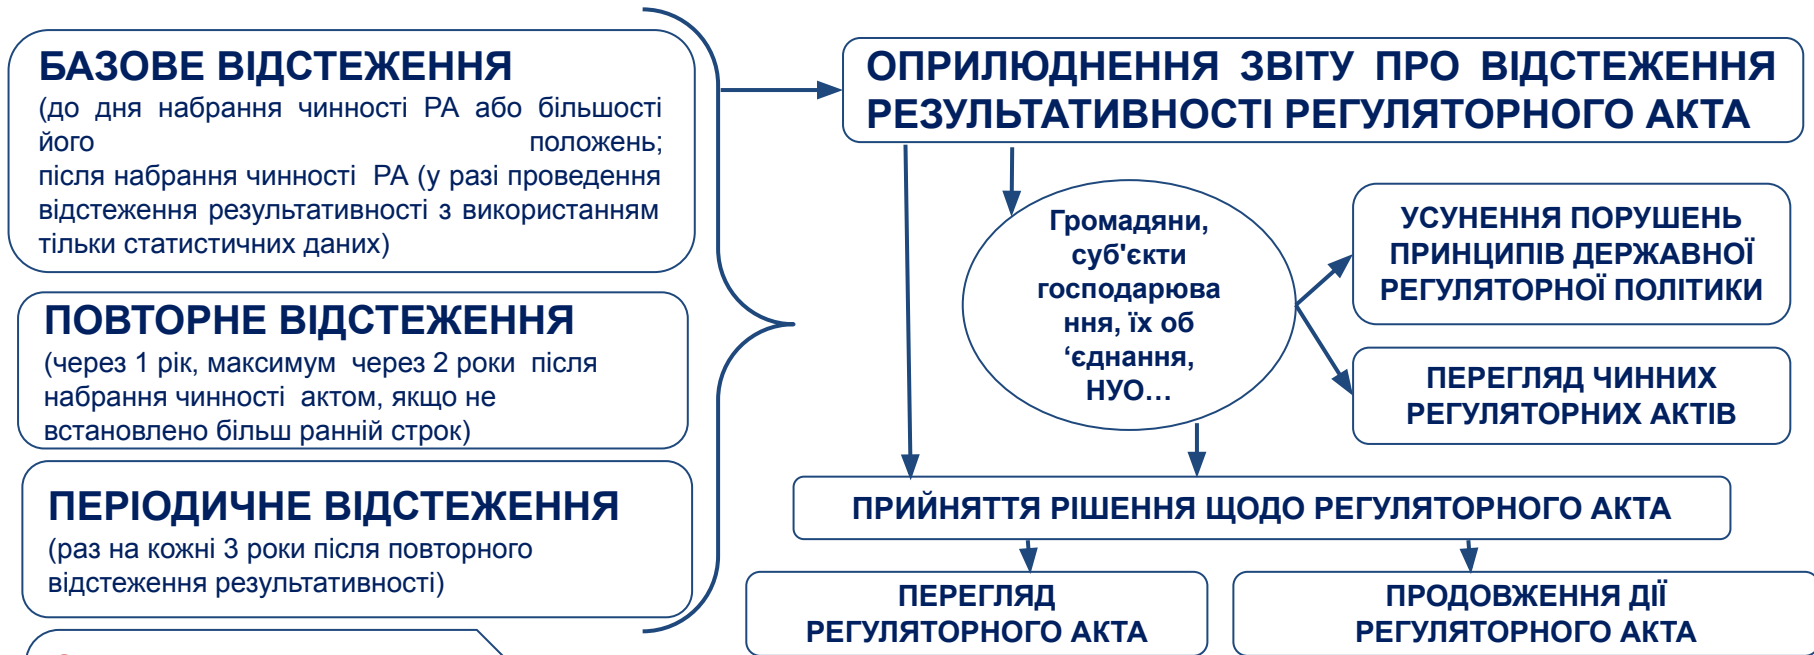 БАЗОВЕ ВІДСТЕЖЕННЯ
(до дня набрання чинності РА або більшості
його положень;
після набрання чинності РА (у разі проведення
відстеження результативності з використанням
тільки статистичних даних)
ПОВТОРНЕ ВІДСТЕЖЕННЯ
(через 1 рік, максимум через 2 роки після
набрання чинності актом, якщо не
встановлено більш ранній строк)
ПЕРІОДИЧНЕ ВІДСТЕЖЕННЯ
(раз на кожні 3 роки після повторного
відстеження результативності)
ОПРИЛЮДНЕННЯ ЗВІТУ ПРО ВІДСТЕЖЕННЯ
РЕЗУЛЬТАТИВНОСТІ РЕГУЛЯТОРНОГО АКТА
Громадяни,
суб'єкти
господарюва
ння, їх об
‘єднання,
НУО…
УСУНЕННЯ ПОРУШЕНЬ
ПРИНЦИПІВ ДЕРЖАВНОЇ
РЕГУЛЯТОРНОЇ ПОЛІТИКИ
ПЕРЕГЛЯД ЧИННИХ
РЕГУЛЯТОРНИХ АКТІВ
ПРИЙНЯТТЯ РІШЕННЯ ЩОДО РЕГУЛЯТОРНОГО АКТА
ПЕРЕГЛЯД
РЕГУЛЯТОРНОГО АКТА
ПРОДОВЖЕННЯ ДІЇ
РЕГУЛЯТОРНОГО АКТА